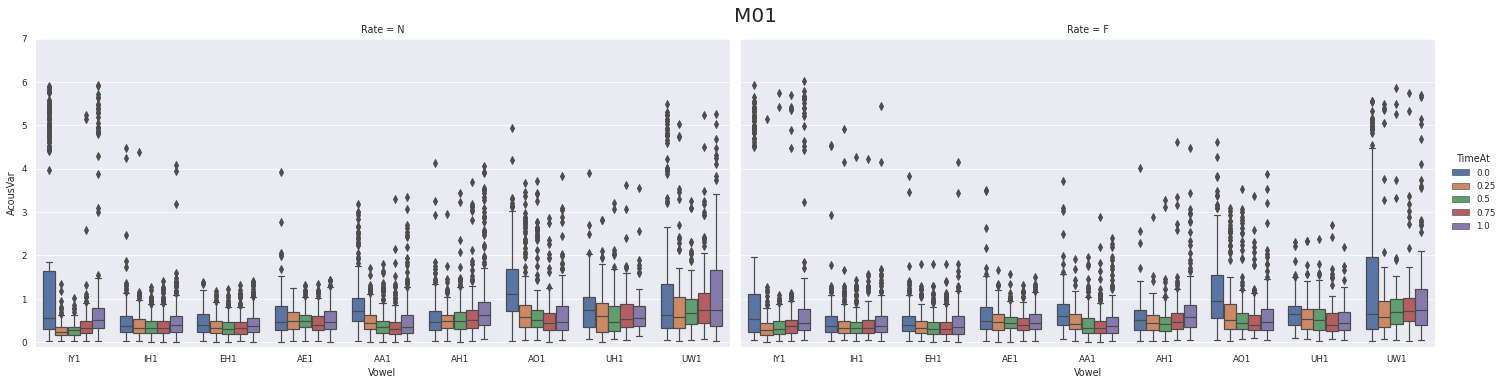 M01
Rate = N
Rate = F
7
6
5
4
3
2
1
0
AcousVar
IY1 IH1 EH1 AE1 AA1 AH1 AO1 UH1 UW1
Vowel
IY1 IH1 EH1 AE1 AA1 AH1 AO1 UH1 UW1
Vowel
TimeAt
0.0
0.25
0.5
0.75
1.0